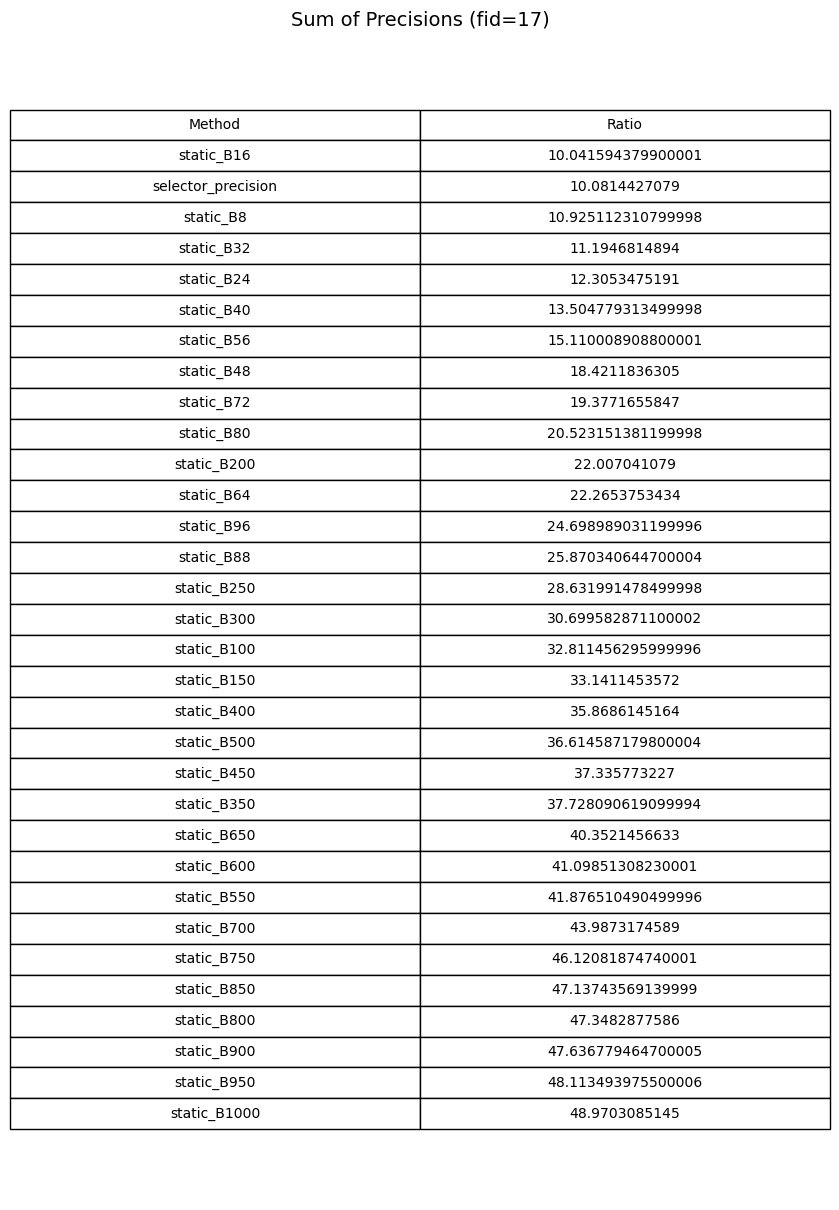 Sum of Precisions (fid=17)
Method Ratio
static_B16 10.041594379900001
selector_precision 10.0814427079
static_B8 10.925112310799998
static_B32 11.1946814894
static_B24 12.3053475191
static_B40 13.504779313499998
static_B56 15.110008908800001
static_B48 18.4211836305
static_B72 19.3771655847
static_B80 20.523151381199998
static_B200 22.007041079
static_B64 22.2653753434
static_B96 24.698989031199996
static_B88 25.870340644700004
static_B250 28.631991478499998
static_B300 30.699582871100002
static_B100 32.811456295999996
static_B150 33.1411453572
static_B400 35.8686145164
static_B500 36.614587179800004
static_B450 37.335773227
static_B350 37.728090619099994
static_B650 40.3521456633
static_B600 41.09851308230001
static_B550 41.876510490499996
static_B700 43.9873174589
static_B750 46.12081874740001
static_B850 47.13743569139999
static_B800 47.3482877586
static_B900 47.636779464700005
static_B950 48.113493975500006
static_B1000 48.9703085145